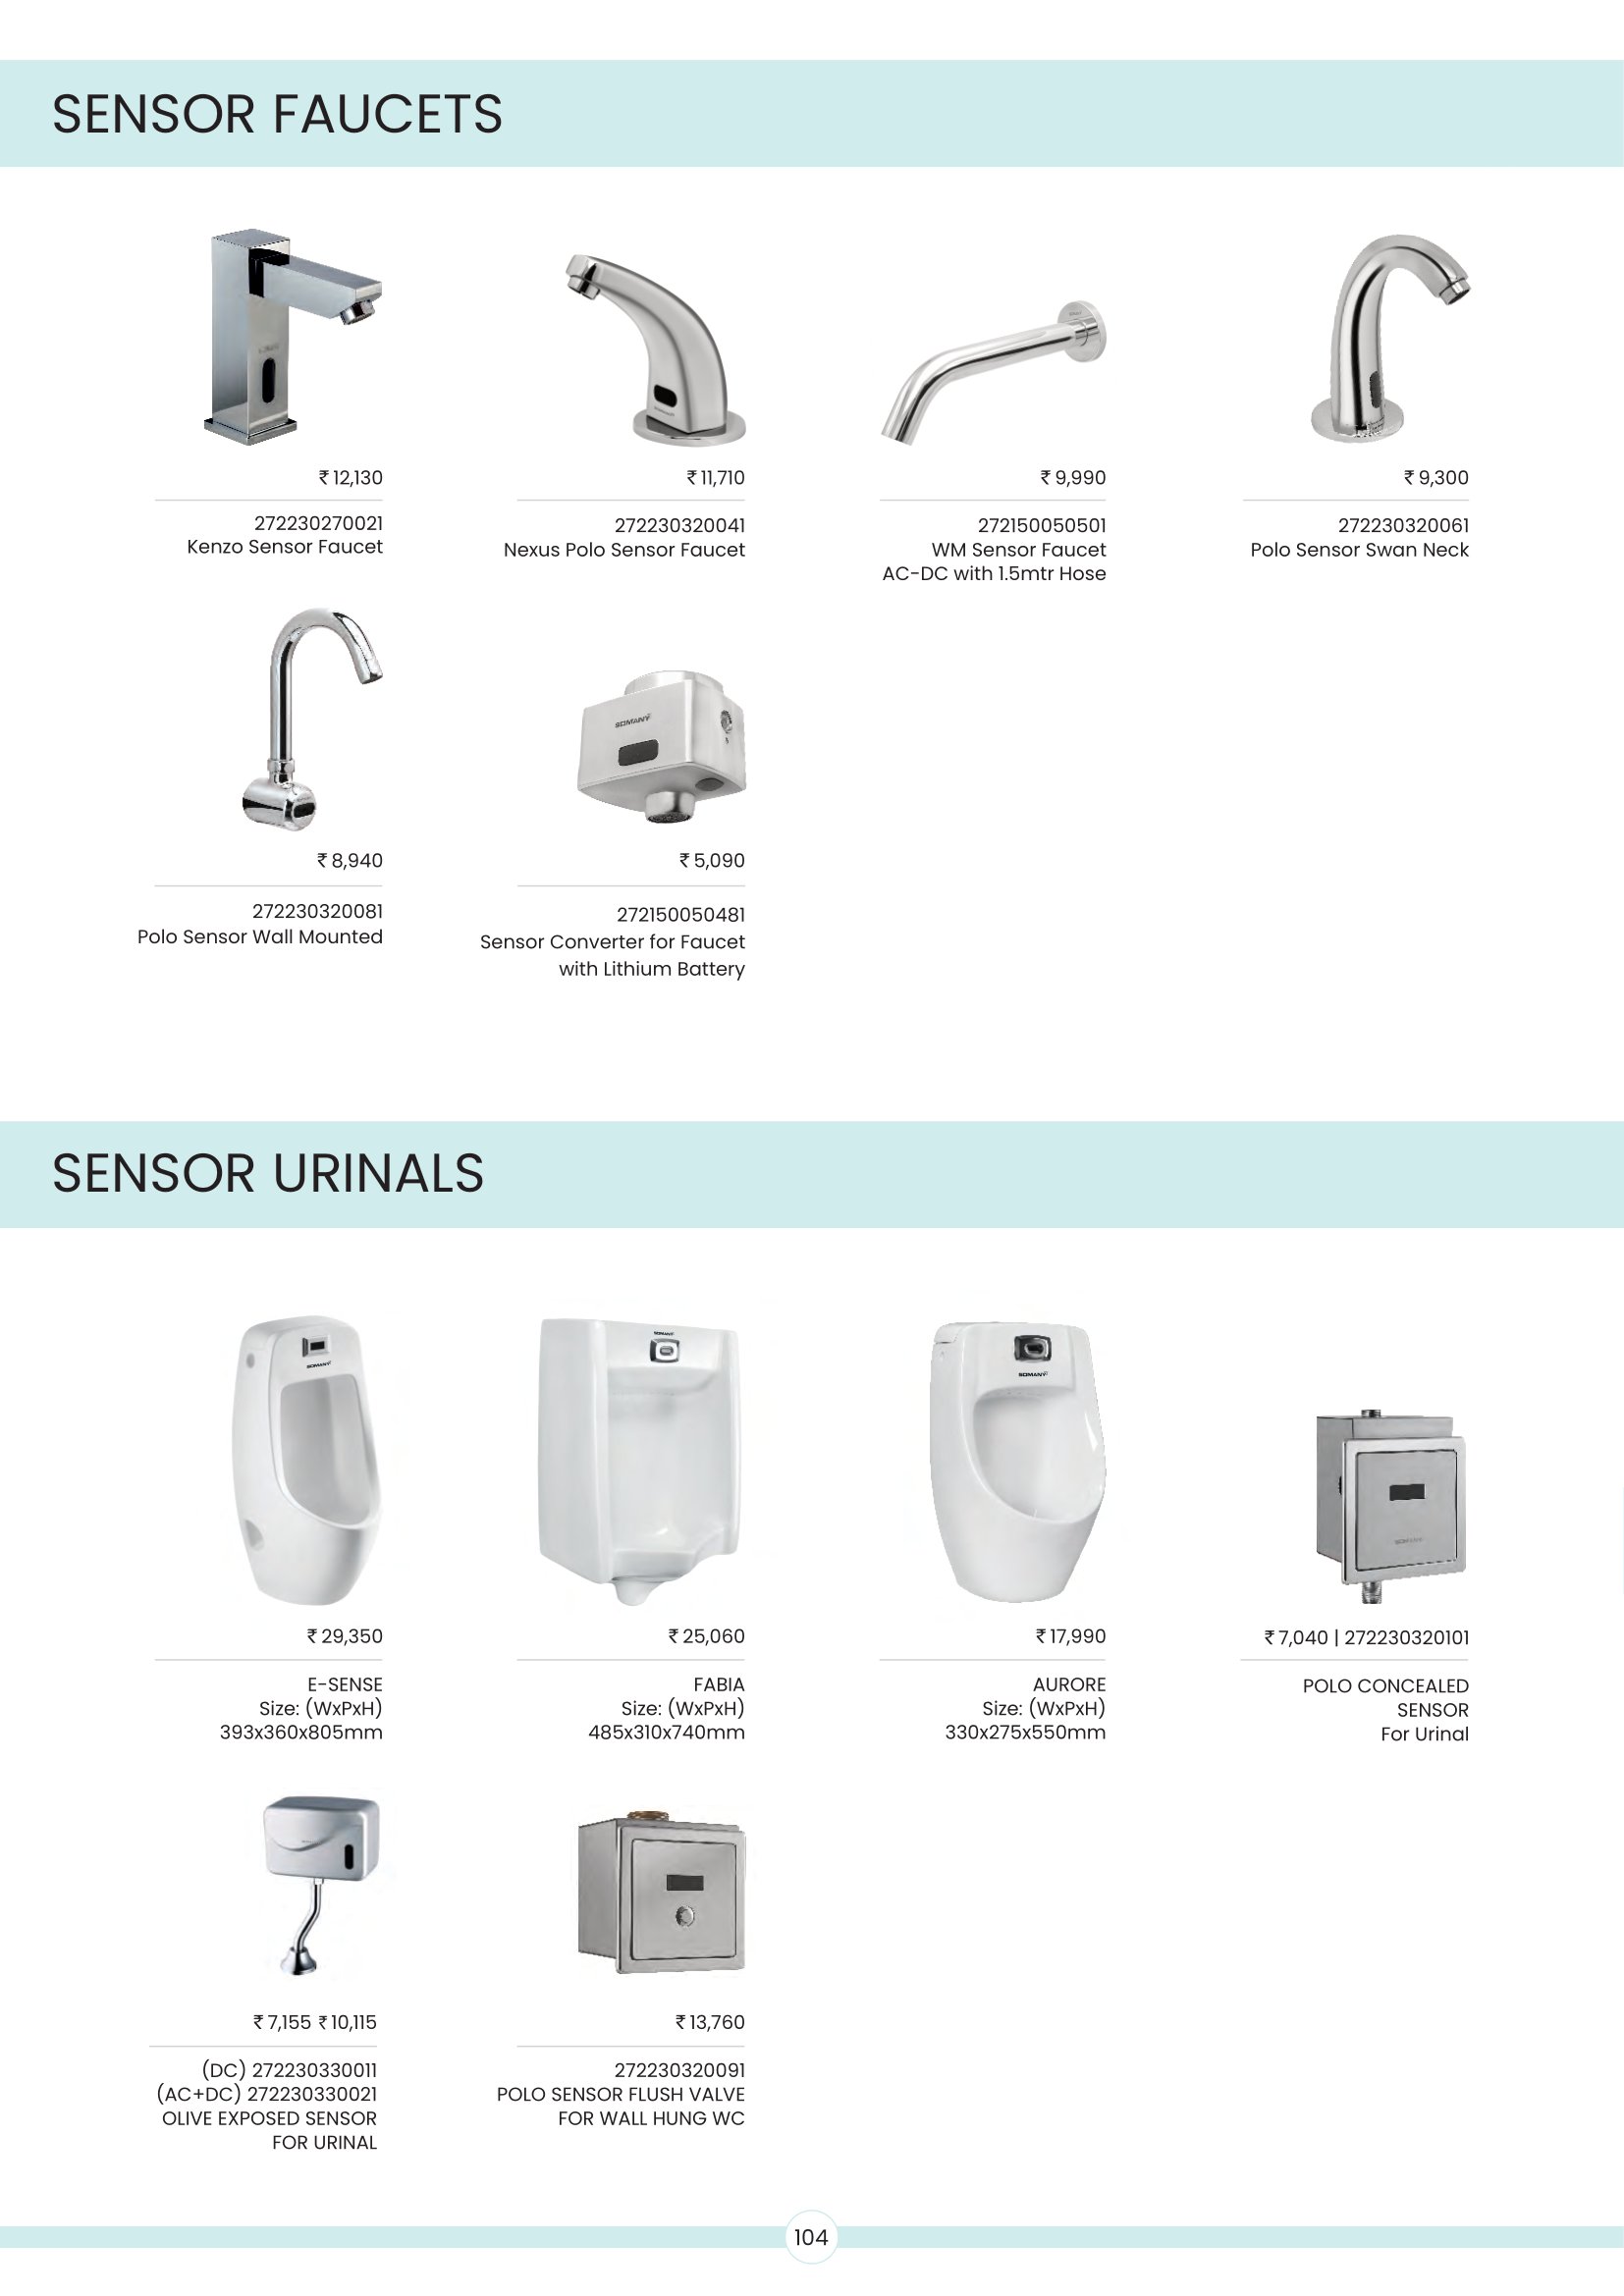 SENSOR FAUCETS
₹ 12,130
272230270021
Kenzo Sensor Faucet
₹ 11,710
272230320041
Nexus Polo Sensor Faucet
₹ 9,990
272150050501
WM Sensor Faucet
AC-DC with 1.5mtr Hose
₹ 9,300
272230320061
Polo Sensor Swan Neck
SOMANY
₹ 8,940
272230320081
Polo Sensor Wall Mounted
₹ 5,090
272150050481
Sensor Converter for Faucet
with Lithium Battery
SENSOR URINALS
SOMANY
₹ 29,350
E-SENSE
Size: (WxPxH)
393x360x805mm
SOMANY
₹ 25,060
FABIA
Size: (WxPxH)
485x310x740mm
SOMANY
₹ 17,990
AURORE
Size: (WxPxH)
330x275x550mm
SOMANY
₹ 7,040 | 272230320101
POLO CONCEALED
SENSOR
For Urinal
₹ 7,155 ₹ 10,115
(DC) 272230330011
(AC+DC) 272230330021
OLIVE EXPOSED SENSOR
FOR URINAL
₹ 13,760
272230320091
POLO SENSOR FLUSH VALVE
FOR WALL HUNG WC
104